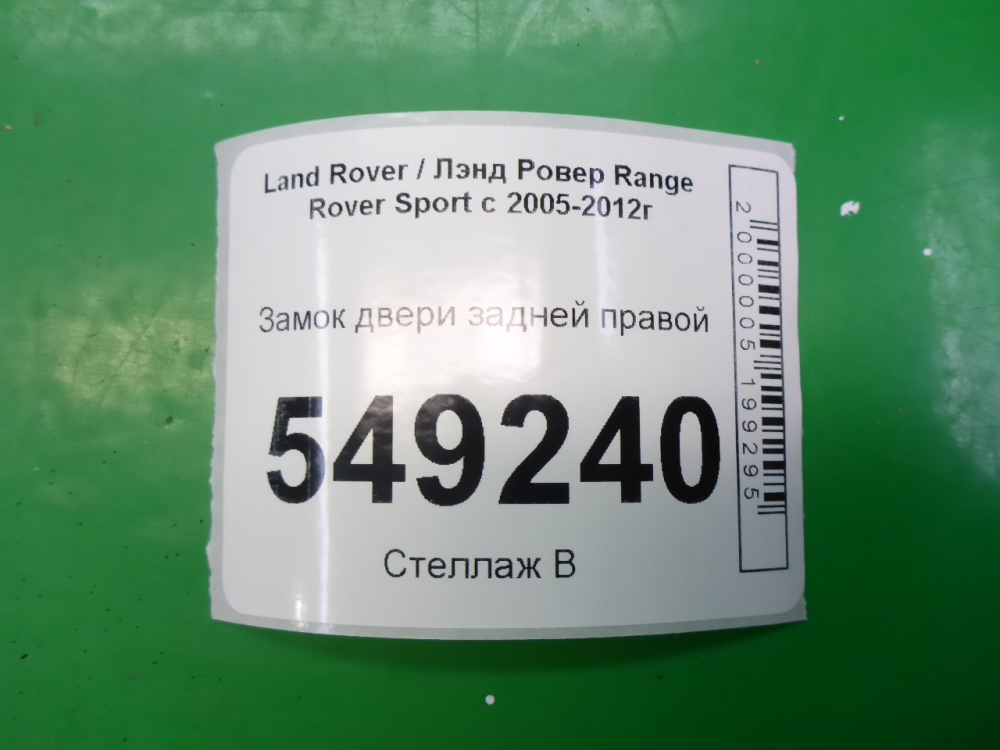 Land Rover / Лэнд Ровер Range
Rover Sport с 2005-2012г
Замок двери задней правой
549240
Стеллаж В
2000005199295